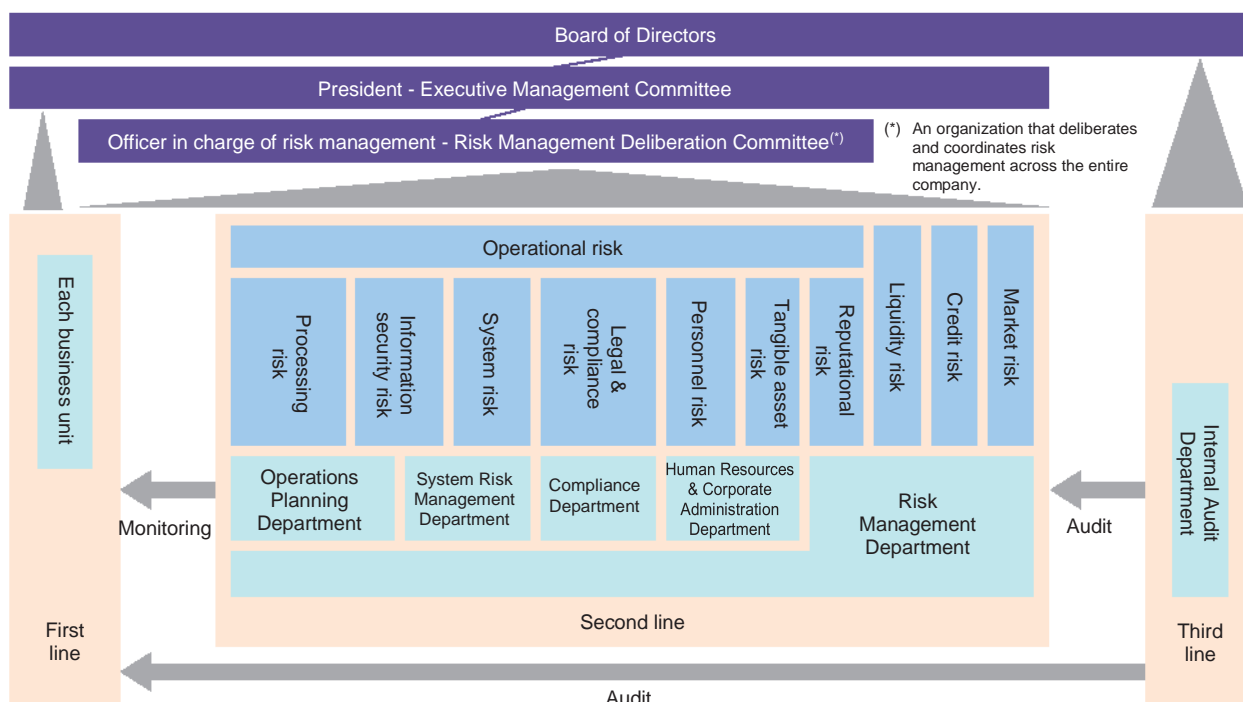 Board of Directors
President - Executive Management Committee
Officer in charge of risk management - Risk Management Deliberation Committee(*)
(*) An organization that deliberates
and coordinates risk
management across the entire
company.
Each business unit
First
line
Monitoring
Operational risk
Processing
risk
Information
security risk
System risk
Legal &
compliance
risk
Personnel risk
Tangible asset
risk
Reputational
risk
Liquidity risk
Credit risk
Market risk
Operations
Planning
Department
System Risk
Management
Department
Compliance
Department
Human Resources
& Corporate
Administration
Department
Risk
Management
Department
Second line
Audit
Internal Audit
Department
Third
line
Audit